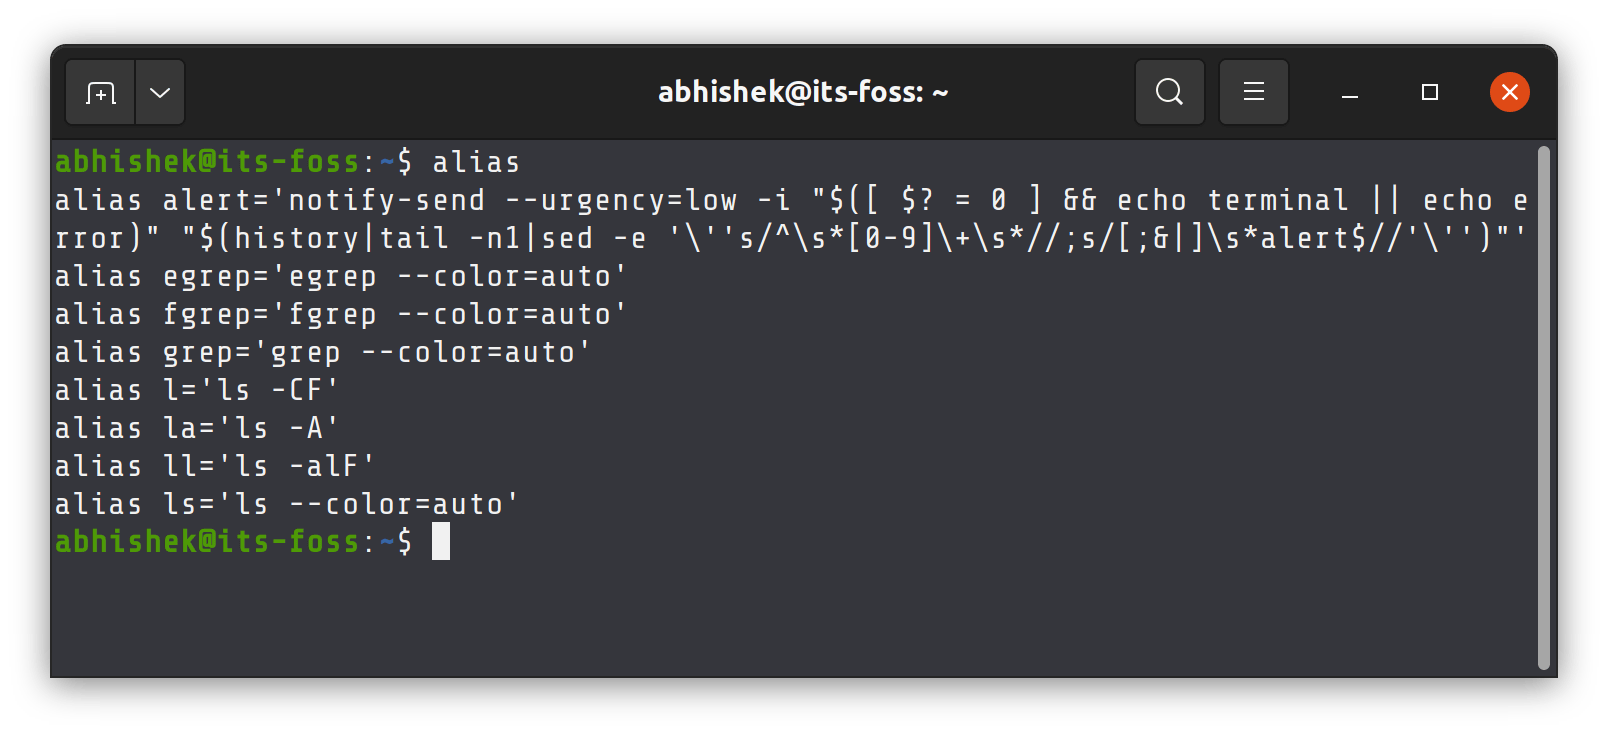 abhishek@its-foss: ~
abhishek@its-foss:~$ alias
alias alert='notify-send --urgency=low -i "$([ $? = 0 ] && echo terminal || echo e
rror)" "$(history|tail -n1|sed -e '\''s/^\s*[0-9]\+\s*//;s/[;&|]\s*alert$//'\'')"'
alias egrep='egrep --color=auto'
alias fgrep='fgrep --color=auto'
alias grep='grep --color=auto'
alias l='ls -CF'
alias la='ls -A'
alias ll='ls -alF'
alias ls='ls --color=auto'
abhishek@its-foss:~$